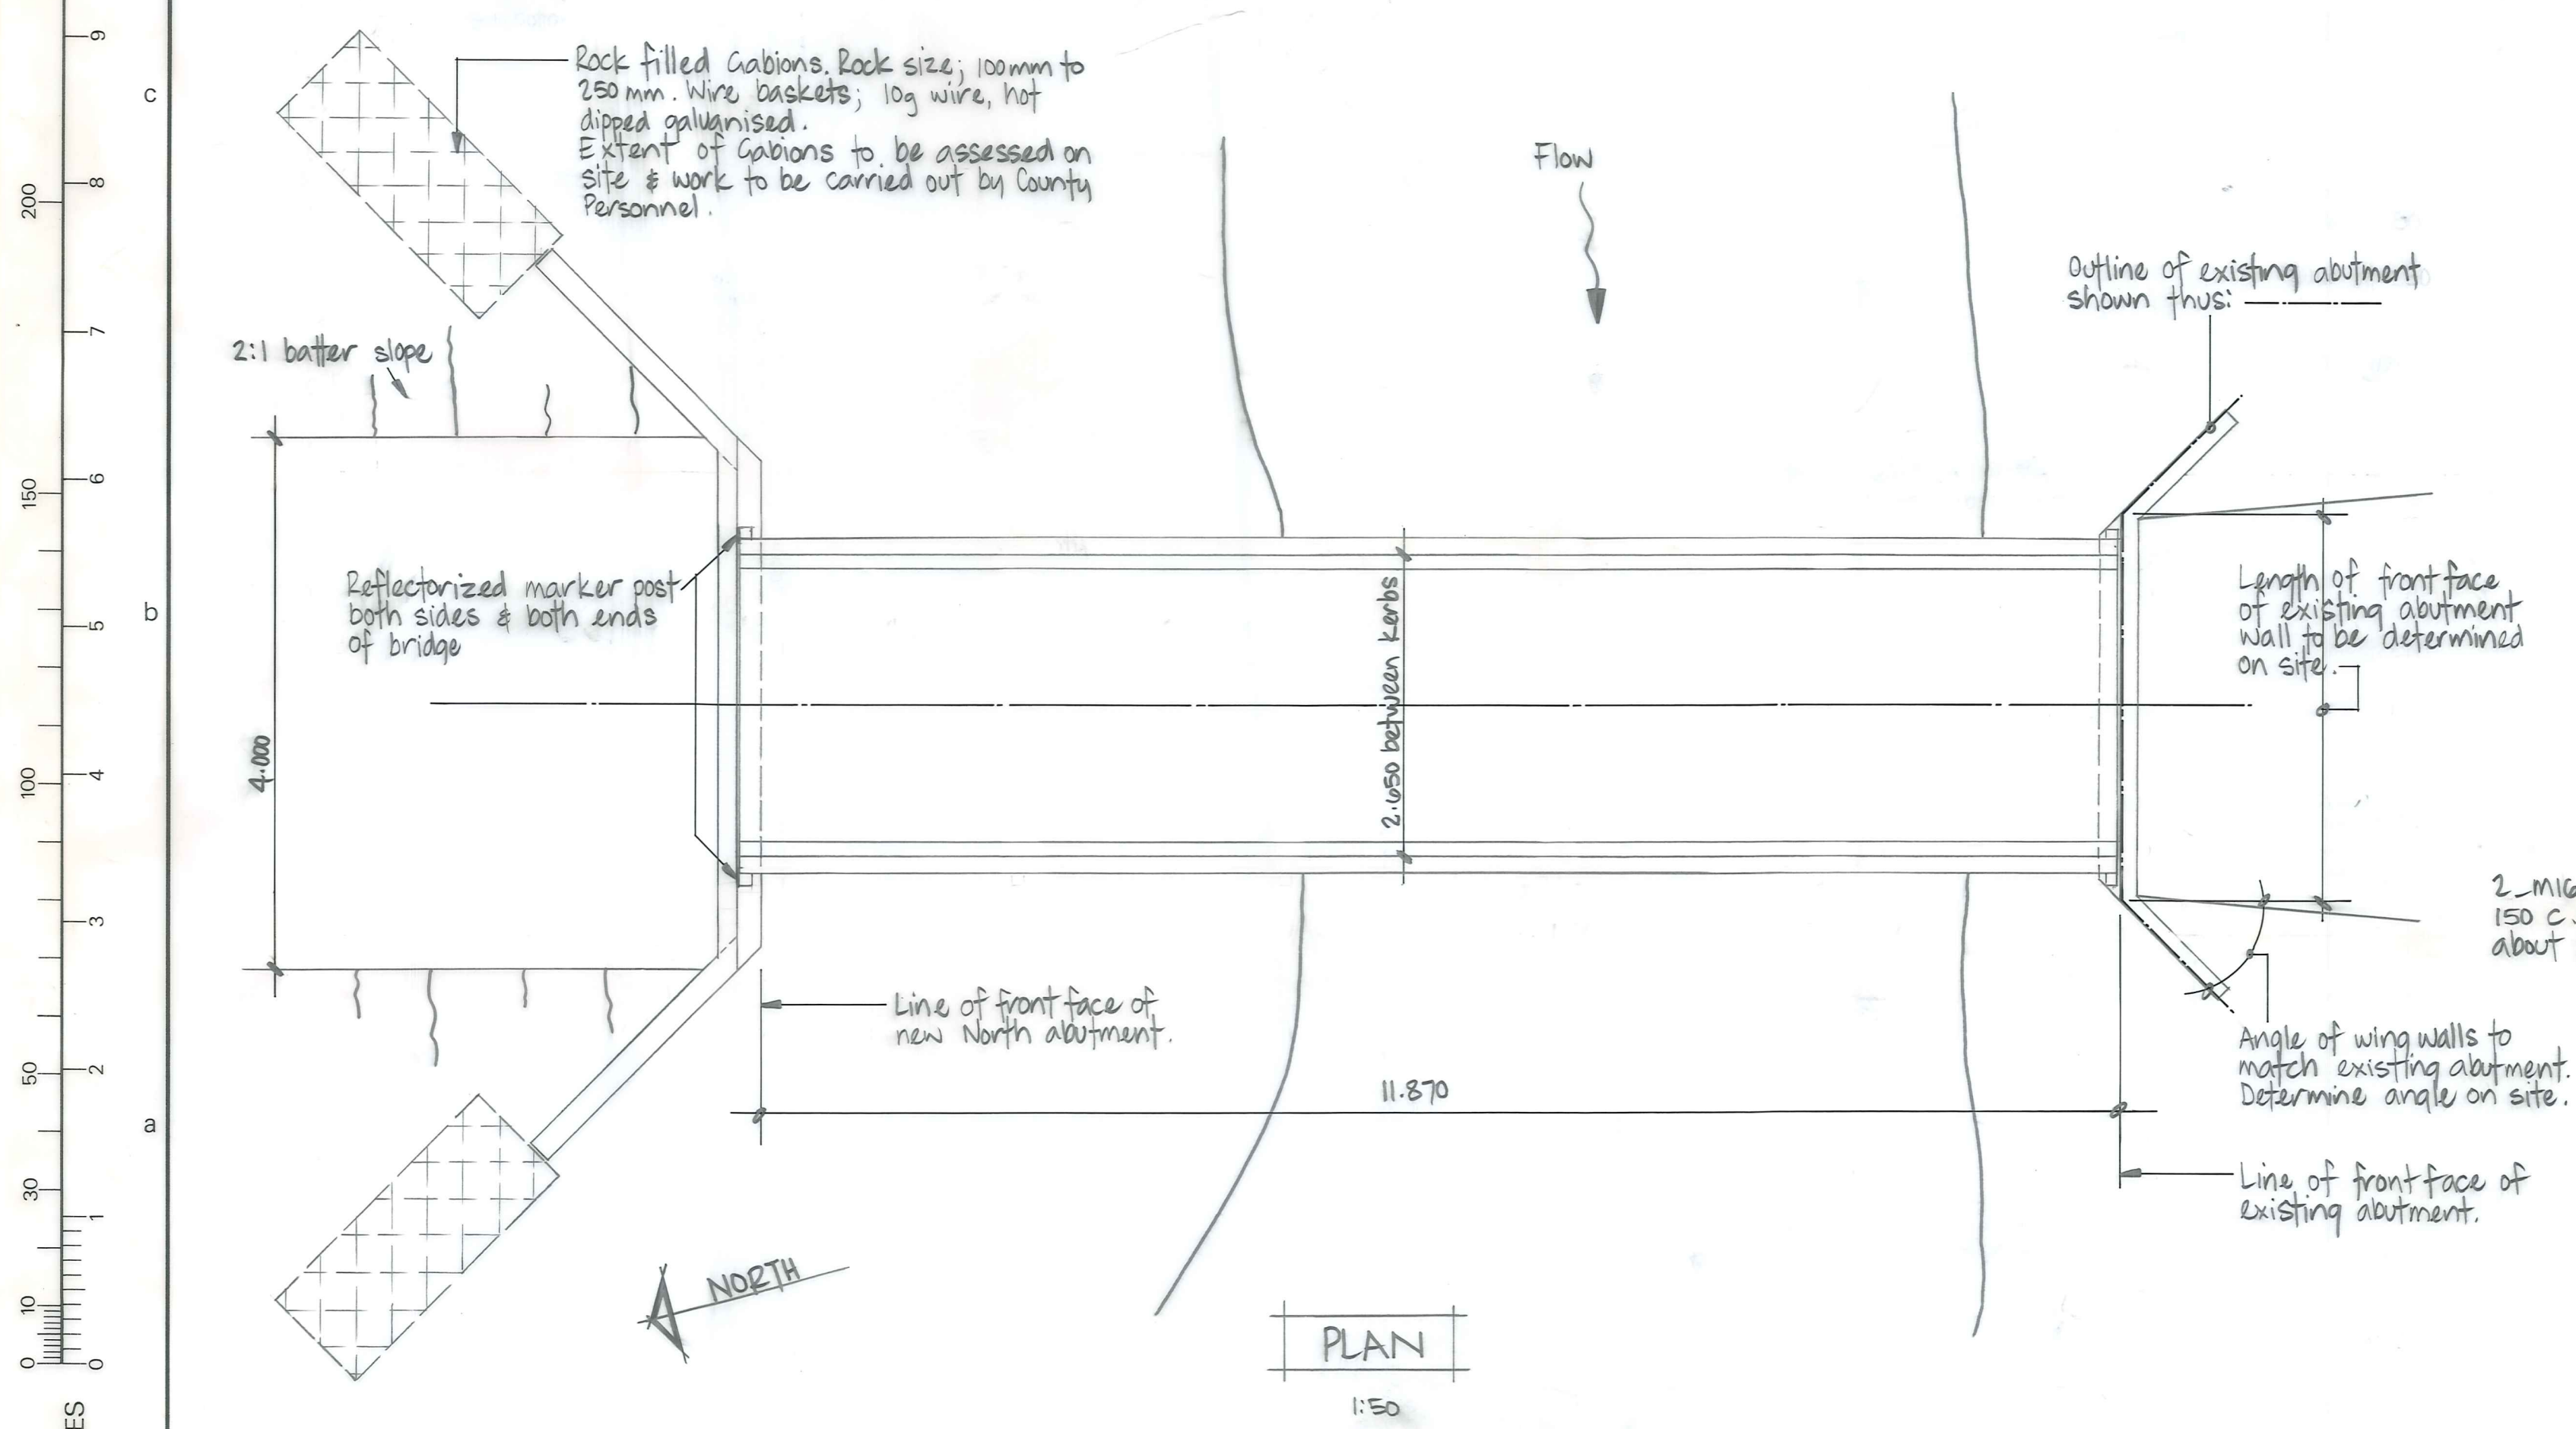 Rock filled Gabions. Rock size; 100mm to
250mm. Wire baskets; 10g wire, hot
dipped galvanised.
Extent of Gabions to be assessed on
site & work to be carried out by County
Personnel.
Flow
Outline of existing abutment
shown thus:
2:1 batter slope
Reflectorized marker post
both sides & both ends
of bridge
4.000
2.650 between kerbs
Length of front face
of existing abutment
wall to be determined
on site.
2_M16
150 C.
about
Line of front face of
new North abutment.
11.870
Angle of wing walls to
match existing abutment.
Determine angle on site.
Line of front face of
existing abutment.
NORTH
PLAN
1:50
c
b
a
200
150
100
50
30
10
0
9
8
7
6
5
4
3
2
1
0
ES